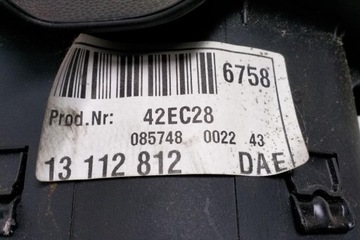 6758
Prod.Nr: 42EC28
085748 0022 43
13 112 812 DAE